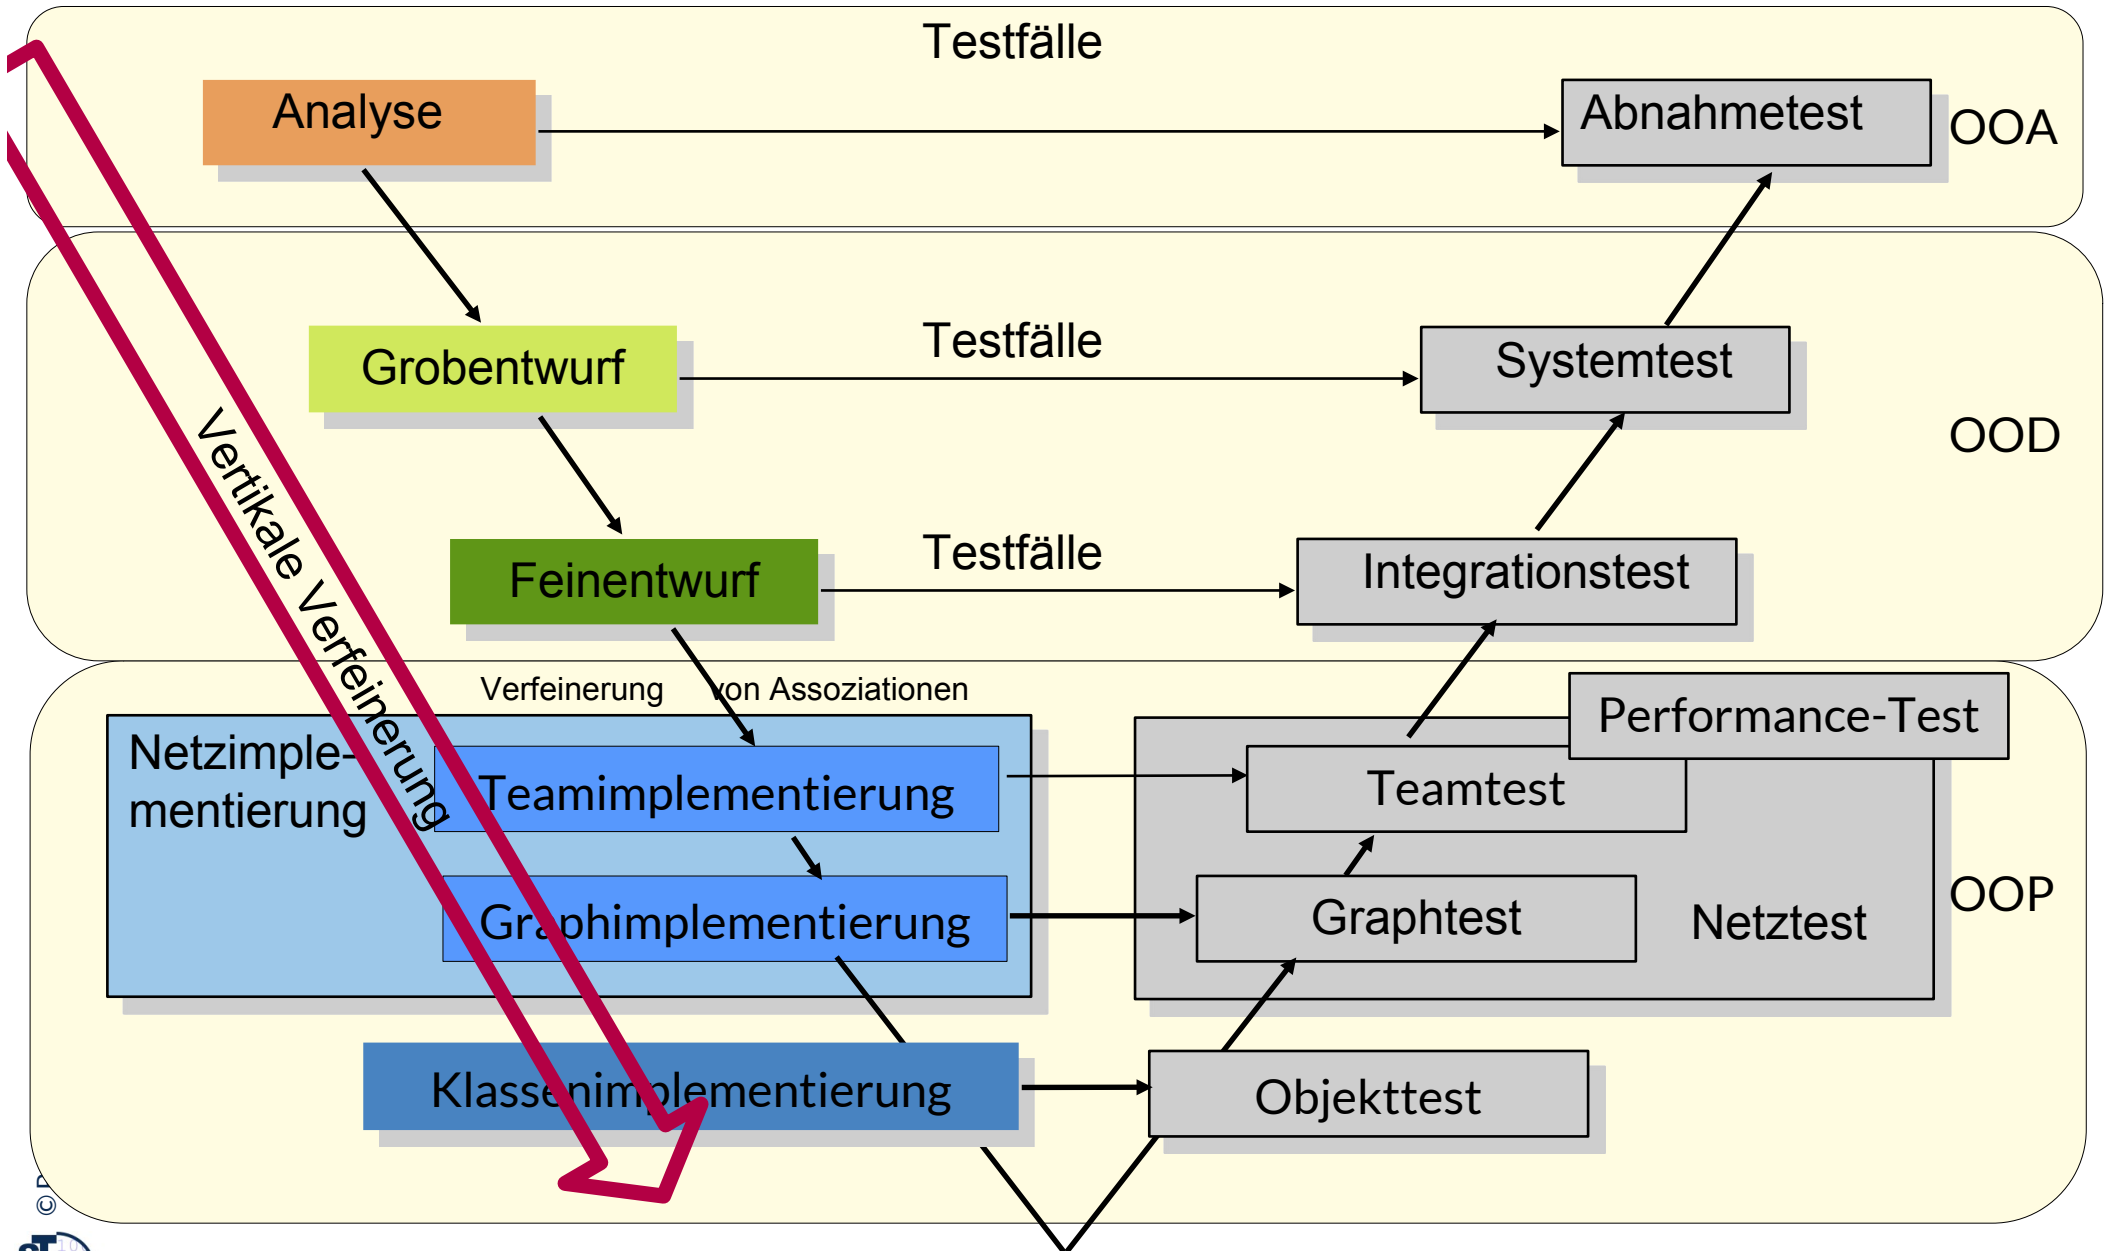 Testfälle
Analyse
Abnahmetest
OOA
Testfälle
Grobentwurf
Systemtest
OOD
Vertikale Verfeinerung
Testfälle
Feinentwurf
Integrationstest
Verfeinerung von Assoziationen
Performance-Test
Netzimple-
mentierung
Teamimplementierung
Teamtest
Graphimplementierung
Graphtest
Netztest
OOP
Klassenimplementierung
Objekttest
©
ST